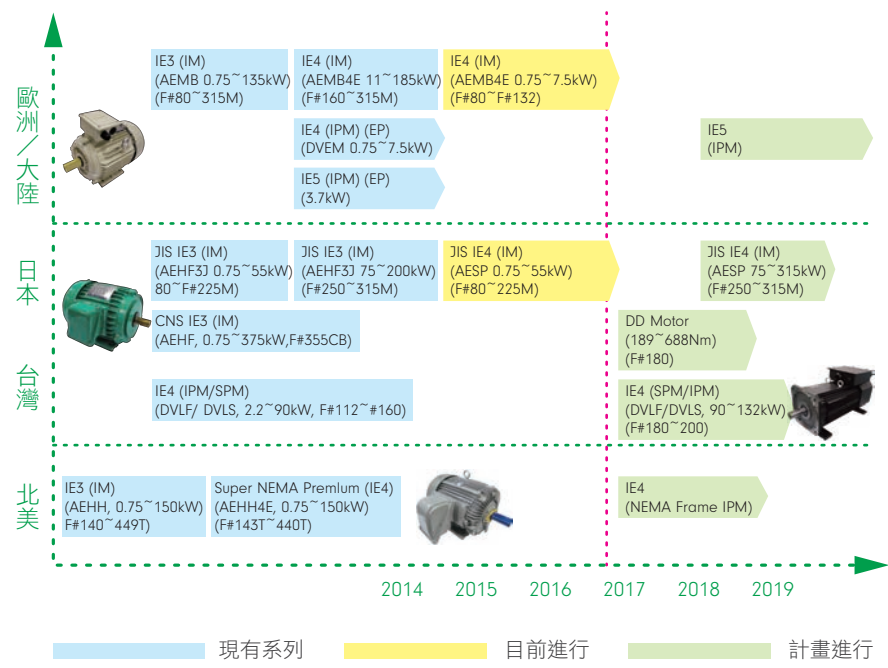 歐洲／大陸
IE3 (IM)
(AEMB 0.75~135kW)
(F#80~315M)
IE4 (IM)
(AEMB4E 11~185kW)
(F#160~315M)
IE4 (IM)
(AEMB4E 0.75~7.5kW)
(F#80~F#132)
IE4 (IPM) (EP)
(DVEM 0.75~7.5kW)
IE5 (IPM)
(IPM) (EP)
(3.7kW)
IE5
(IPM)
日本
JIS IE3 (IM)
(AEHF3J 0.75~55kW)
80~F#225M)
JIS IE3 (IM)
(AEHF3J 75~200kW)
(F#250~315M)
JIS IE4 (IM)
(AESP 0.75~55kW)
(F#80~225M)
JIS IE4 (IM)
(AESP 75~315kW)
(F#250~315M)
台灣
CNS IE3 (IM)
(AEHF, 0.75~375kW,F#355CB)
DD Motor
(189~688Nm)
(F#180)
IE4 (IPM/SPM)
(DVLF/ DVLS, 2.2~90kW, F#112~#160)
IE4 (SPM/IPM)
(DVLF/DVLS, 90~132kW)
(F#180~200)
北美
IE3 (IM)
(AEHH, 0.75~150kW)
F#140~449T)
Super NEMA Premlum (IE4)
(AEHH4E, 0.75~150kW)
(F#143T~440T)
IE4
(NEMA Frame IPM)
2014 2015 2016 2017 2018 2019
現有系列 目前進行 計畫進行